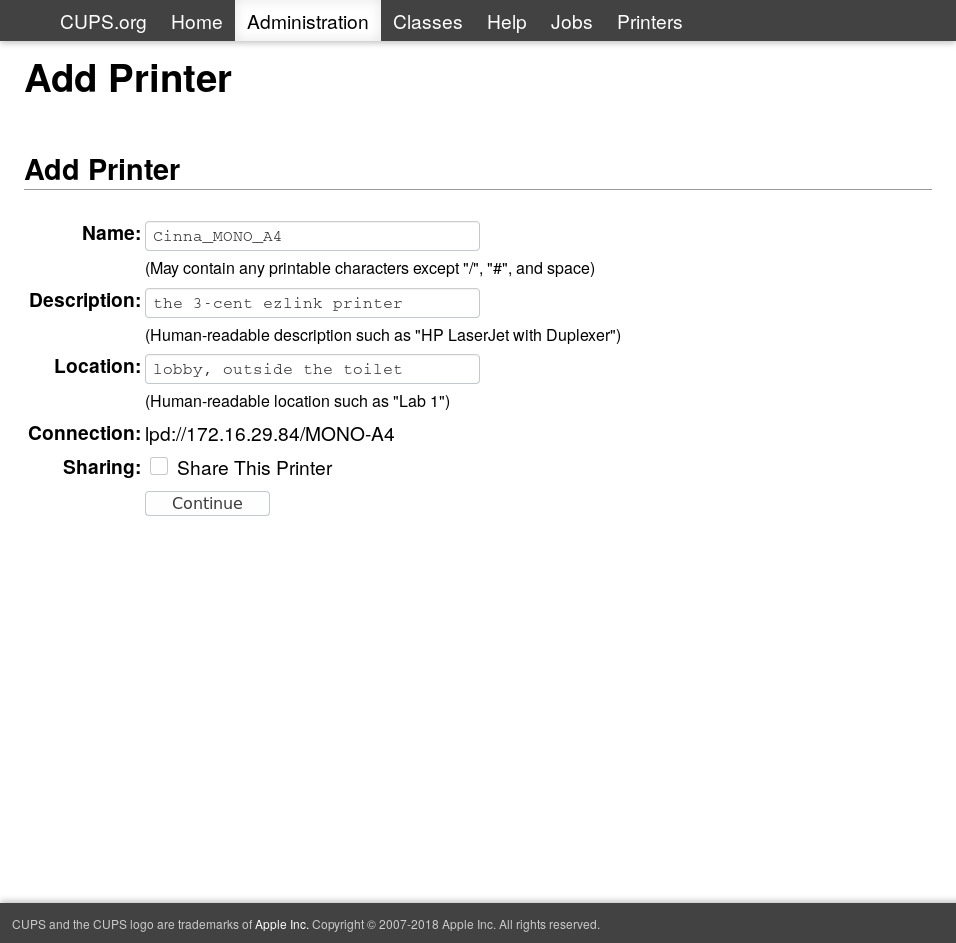 CUPS.org Home Administration Classes Help Jobs Printers
Add Printer
Add Printer
Name: Cinna_MONO_A4
(May contain any printable characters except "/", "#", and space)
Description: the 3-cent ezlink printer
(Human-readable description such as "HP LaserJet with Duplexer")
Location: lobby, outside the toilet
(Human-readable location such as "Lab 1")
Connection: lpd://172.16.29.84/MONO-A4
Sharing: Share This Printer
Continue
CUPS and the CUPS logo are trademarks of Apple Inc. Copyright © 2007-2018 Apple Inc. All rights reserved.